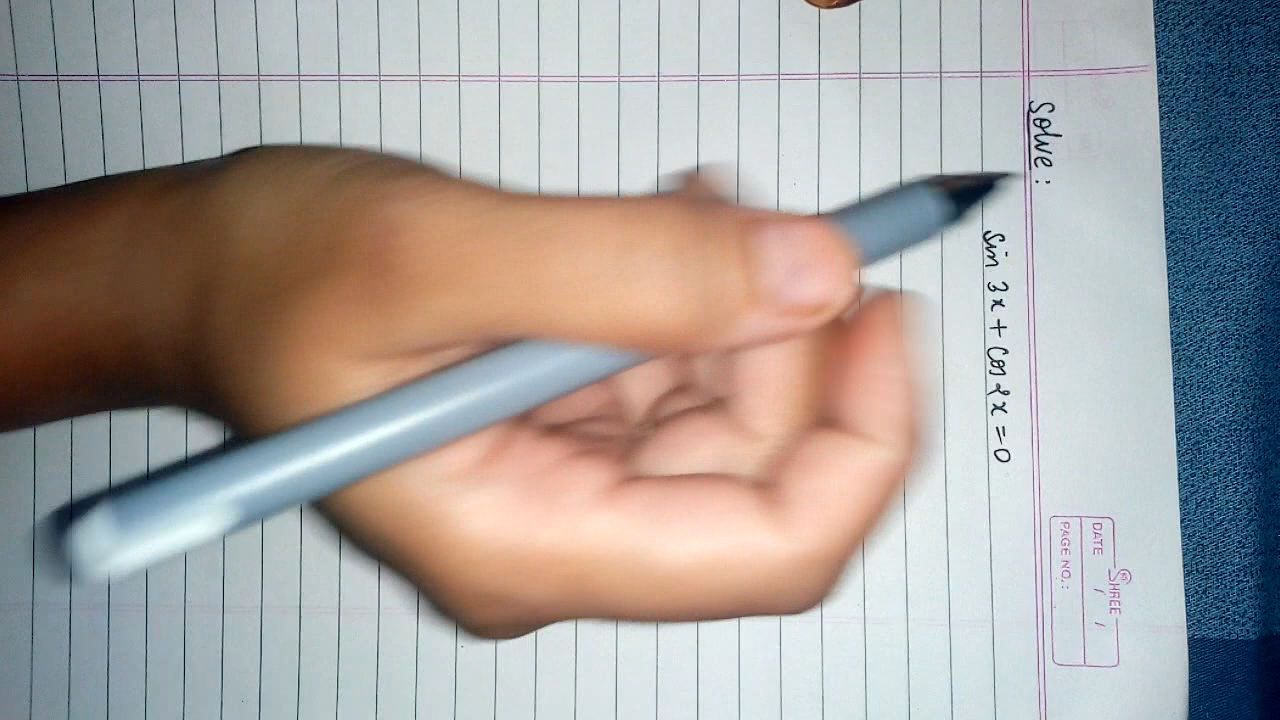 SHREE
DATE / /
PAGE NO.:
Solve:
Sin 3x + Cos 2x = 0